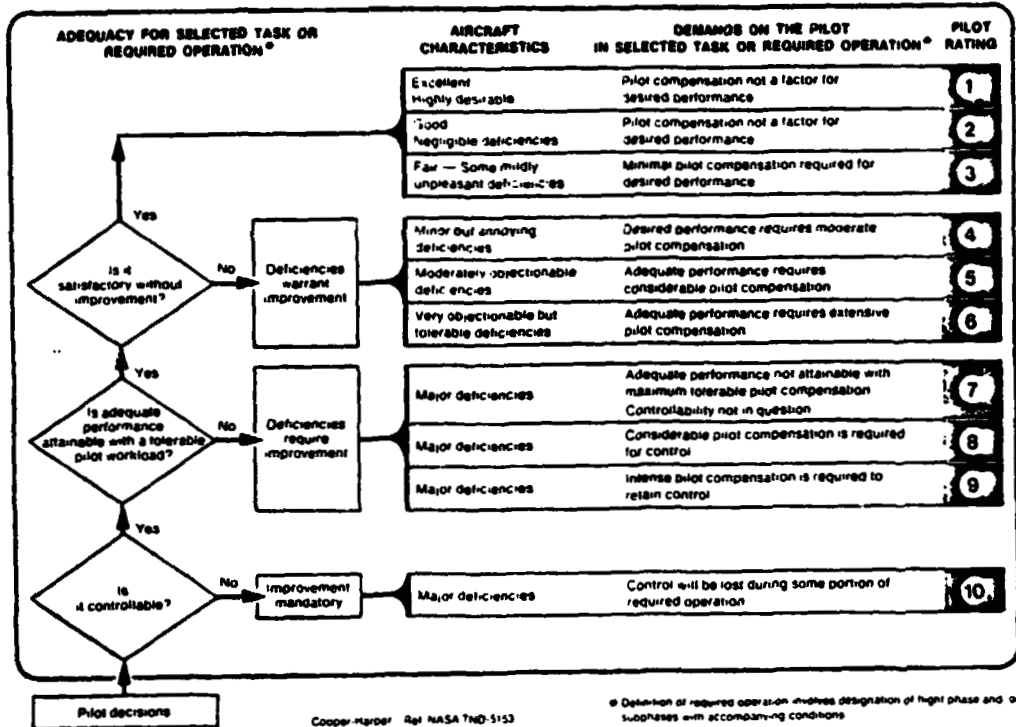 ADEQUACY FOR SELECTED TASK OR
REQUIRED OPERATION*
AIRCRAFT
CHARACTERISTICS
DEMANDS ON THE PILOT
IN SELECTED TASK OR REQUIRED OPERATION*
PILOT
RATING
Excellent
Highly desirable
Pilot compensation not a factor for
desired performance
1
Good
Negligible deficiencies
Pilot compensation not a factor for
desired performance
2
Fair — Some mildly
unpleasant deficiencies
Minimal pilot compensation required for
desired performance
3
Yes
Is it
satisfactory without
improvement?
No
Deficiencies
warrant
improvement
Minor but annoying
deficiencies
Desired performance requires moderate
pilot compensation
4
Moderately objectionable
deficiencies
Adequate performance requires
considerable pilot compensation
5
Very objectionable but
tolerable deficiencies
Adequate performance requires extensive
pilot compensation
6
Yes
Is adequate
performance
attainable with a tolerable
pilot workload?
No
Deficiencies
require
improvement
Major deficiencies
Adequate performance not attainable with
maximum tolerable pilot compensation
Controllability not in question
7
Major deficiencies
Considerable pilot compensation is required
for control
8
Major deficiencies
Intense pilot compensation is required to
retain control
9
Yes
Is
it controllable?
No
Improvement
mandatory
Major deficiencies
Control will be lost during some portion of
required operation
10
Pilot decisions
Cooper-Harper Ref NASA TND-5153
* Definition of required operation involves designation of flight phase and/or
subphases with accompanying conditions